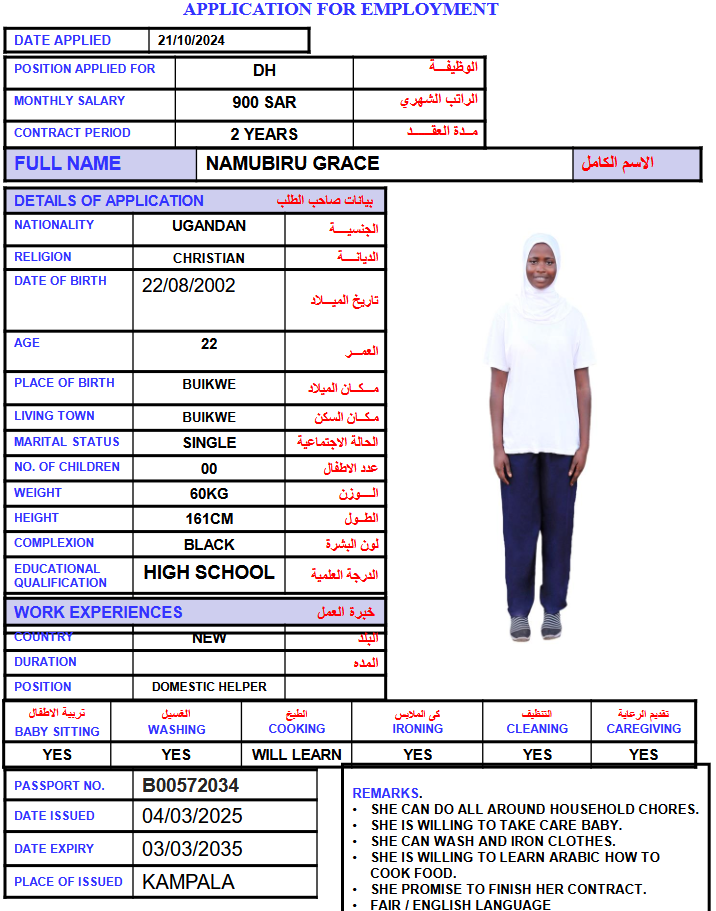 APPLICATION FOR EMPLOYMENT
DATE APPLIED 21/10/2024
POSITION APPLIED FOR DH الوظيفـــة
MONTHLY SALARY 900 SAR الراتب الشهري
CONTRACT PERIOD 2 YEARS مـدة العقـــد
FULL NAME NAMUBIRU GRACE الاسم الكامل
DETAILS OF APPLICATION بيانات صاحب الطلب
NATIONALITY UGANDAN الجنسيـــة
RELIGION CHRISTIAN الديانـــة
DATE OF BIRTH 22/08/2002 تاريخ الميـــلاد
AGE 22 العمـــر
PLACE OF BIRTH BUIKWE مـــكـان الميلاد
LIVING TOWN BUIKWE مكـان السكن
MARITAL STATUS SINGLE الحالة الاجتماعية
NO. OF CHILDREN 00 عدد الاطفال
WEIGHT 60KG الـــوزن
HEIGHT 161CM الطــول
COMPLEXION BLACK لون البشرة
EDUCATIONAL QUALIFICATION HIGH SCHOOL الدرجة العلمية
WORK EXPERIENCES خبرة العمل
COUNTRY NEW البلد
DURATION المده
POSITION DOMESTIC HELPER
تربية الاطفال الغسيل الطبخ كى الملابس التنظيف تقديم الرعاية
BABY SITTING WASHING COOKING IRONING CLEANING CAREGIVING
YES YES WILL LEARN YES YES YES
PASSPORT NO. B00572034
DATE ISSUED 04/03/2025
DATE EXPIRY 03/03/2035
PLACE OF ISSUED KAMPALA
REMARKS.
• SHE CAN DO ALL AROUND HOUSEHOLD CHORES.
• SHE IS WILLING TO TAKE CARE BABY.
• SHE CAN WASH AND IRON CLOTHES.
• SHE IS WILLING TO LEARN ARABIC HOW TO
COOK FOOD.
• SHE PROMISE TO FINISH HER CONTRACT.
• FAIR / ENGLISH LANGUAGE